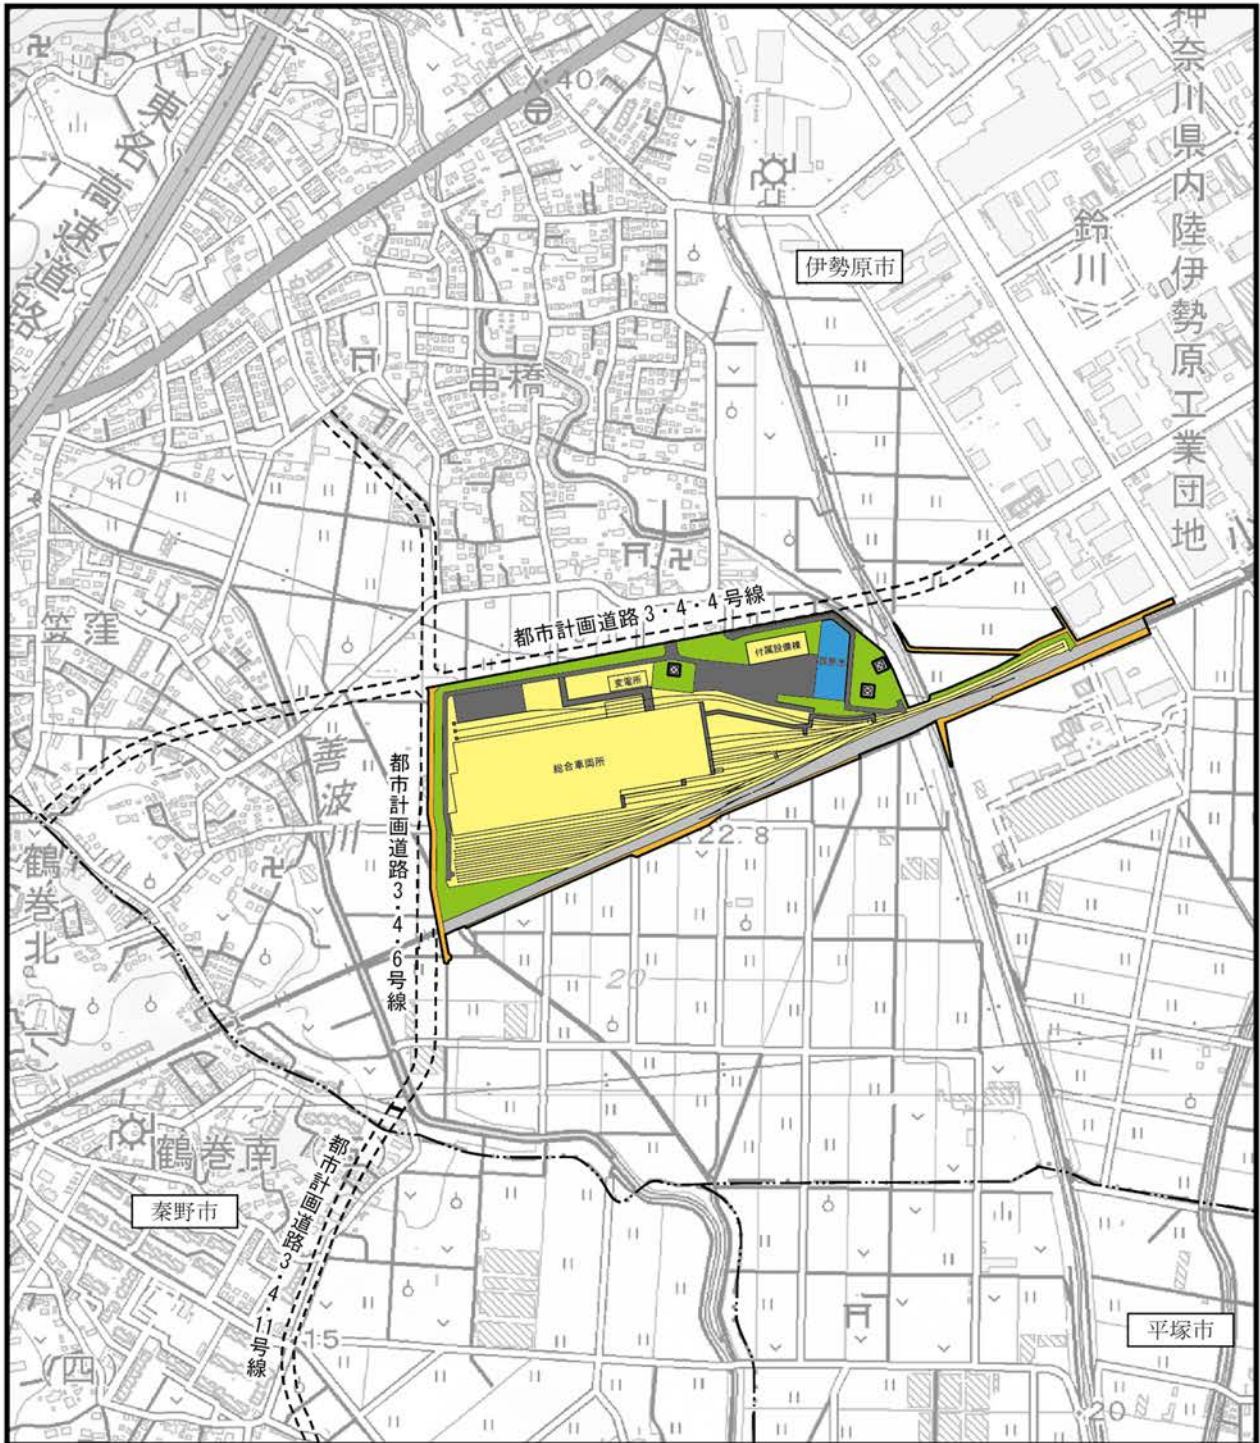 東名高速道路
40
神奈川県内陸伊勢原工業団地
鈴川
伊勢原市
串橋
笠窪
都市計画道路3・4・4号線
付属設備棟
変電所
総合車両所
善波川
都市計画道路3・4・6号線
22.8
20
鶴巻北
鶴巻南
秦野市
都市計画道路3・4・11号線
15
平塚市
20